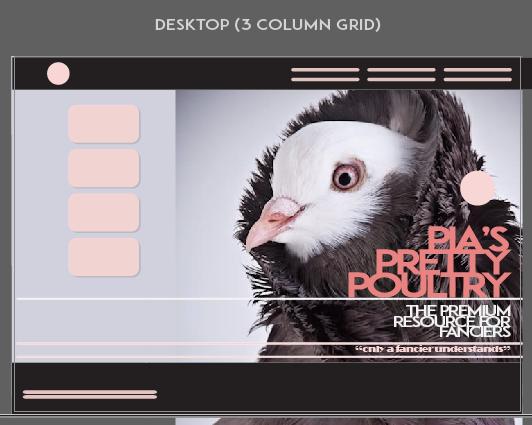 DESKTOP (3 COLUMN GRID)
PIA'S
PRETTY
POULTRY
THE PREMIUM
RESOURCE FOR
FANCIERS
“only a fancier understands”